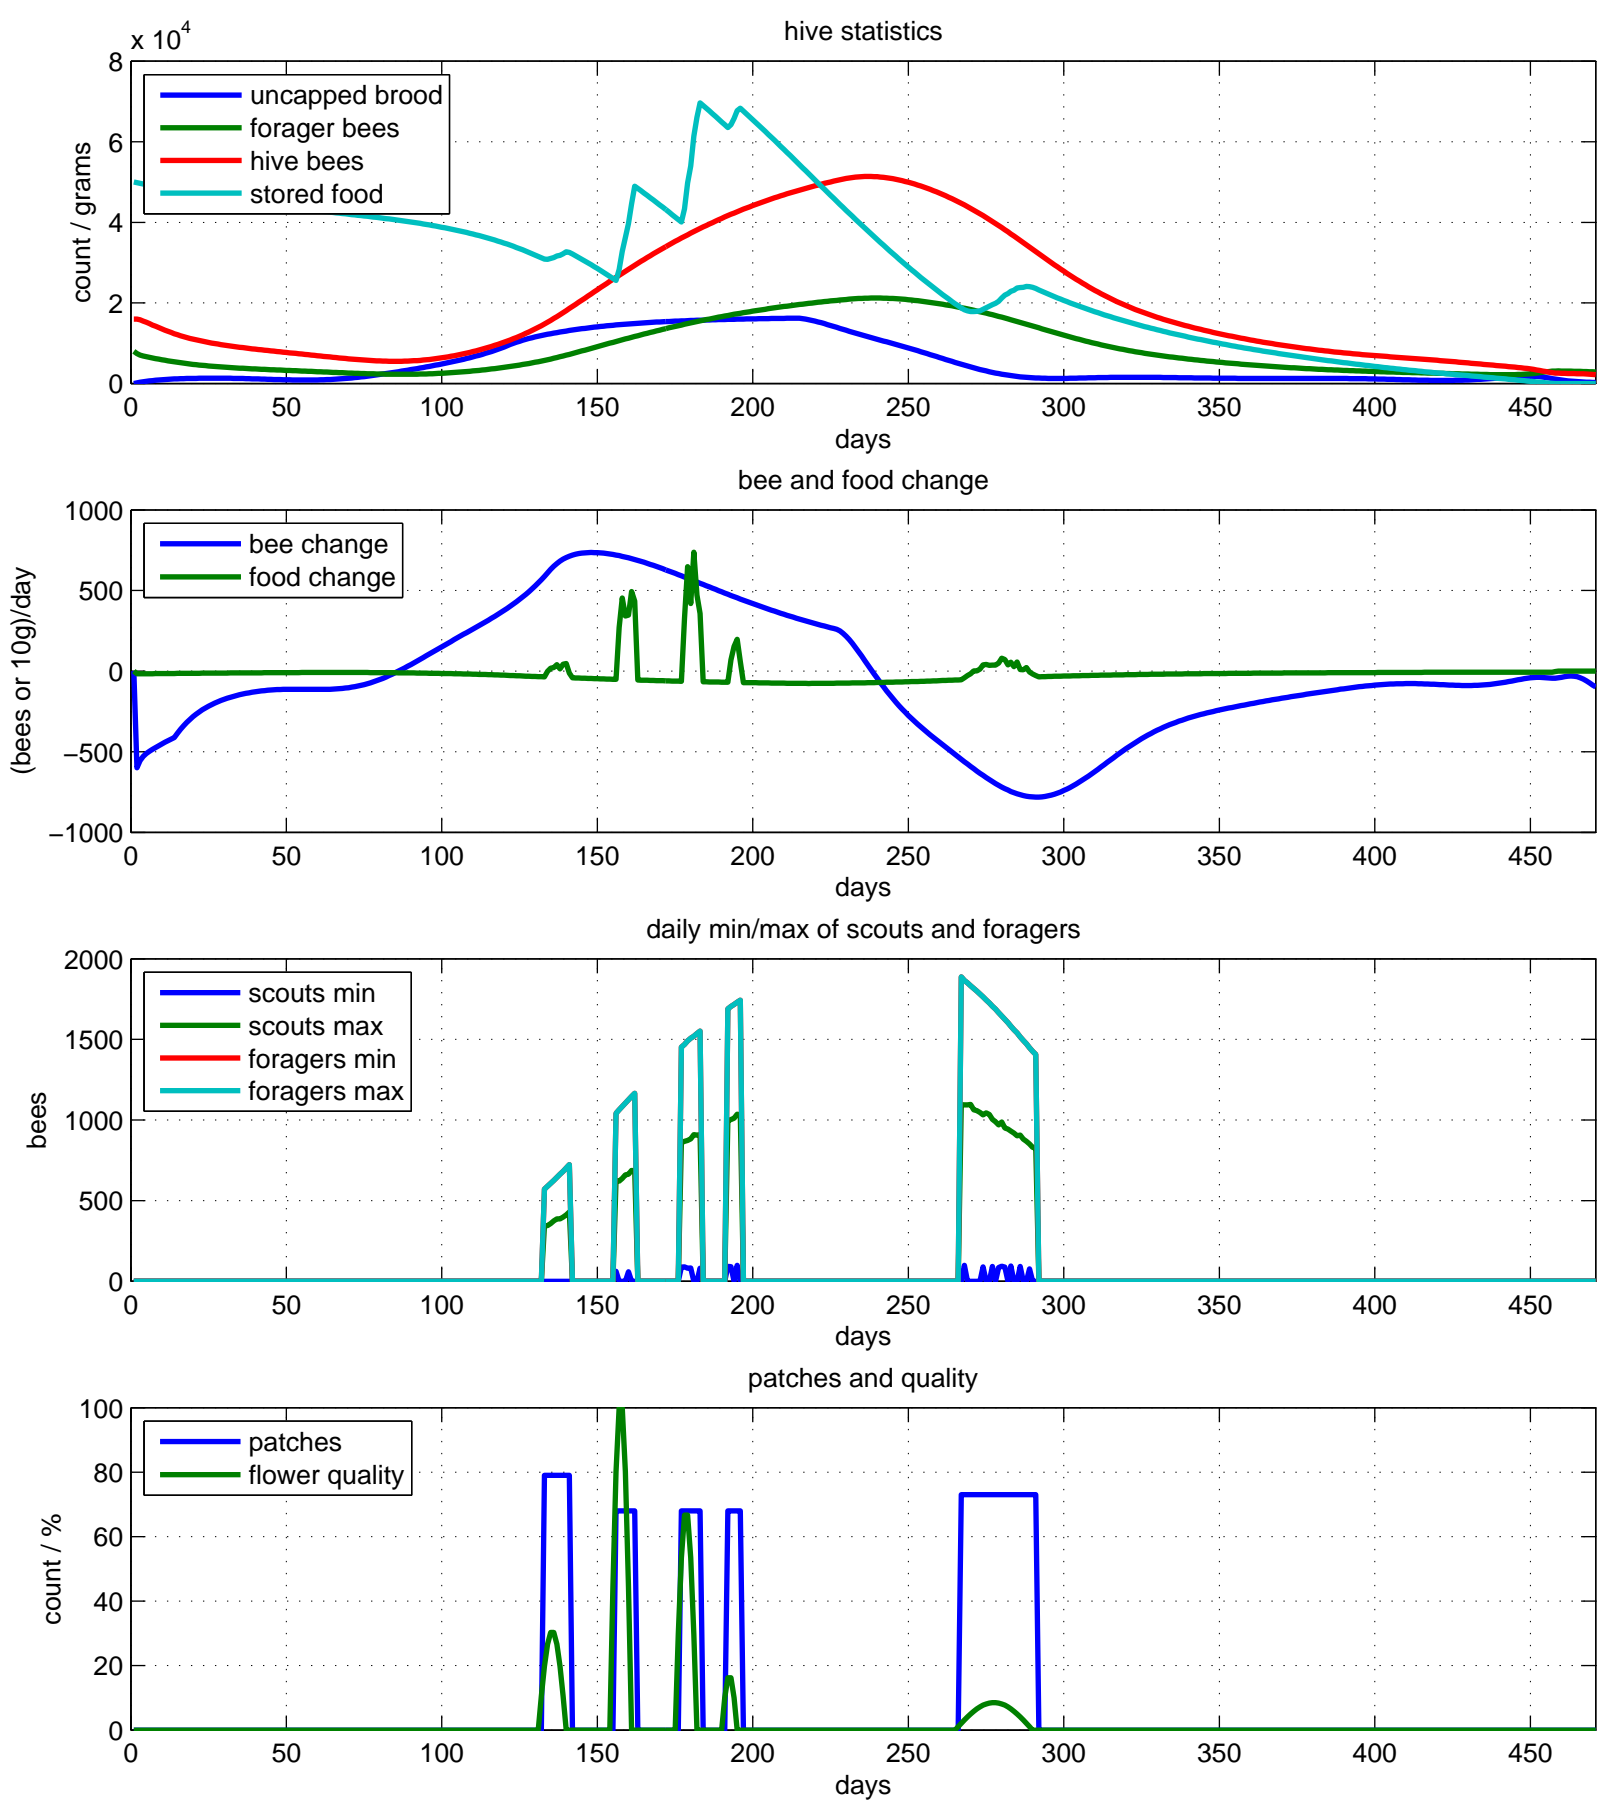 hive statistics
x 10^4
8
6
4
2
0
count / grams
uncapped brood
forager bees
hive bees
stored food
0 50 100 150 200 250 300 350 400 450
days
bee and food change
1000
500
0
−500
−1000
(bees or 10g)/day
bee change
food change
0 50 100 150 200 250 300 350 400 450
days
daily min/max of scouts and foragers
2000
1500
1000
500
0
bees
scouts min
scouts max
foragers min
foragers max
0 50 100 150 200 250 300 350 400 450
days
patches and quality
100
80
60
40
20
0
count / %
patches
flower quality
0 50 100 150 200 250 300 350 400 450
days